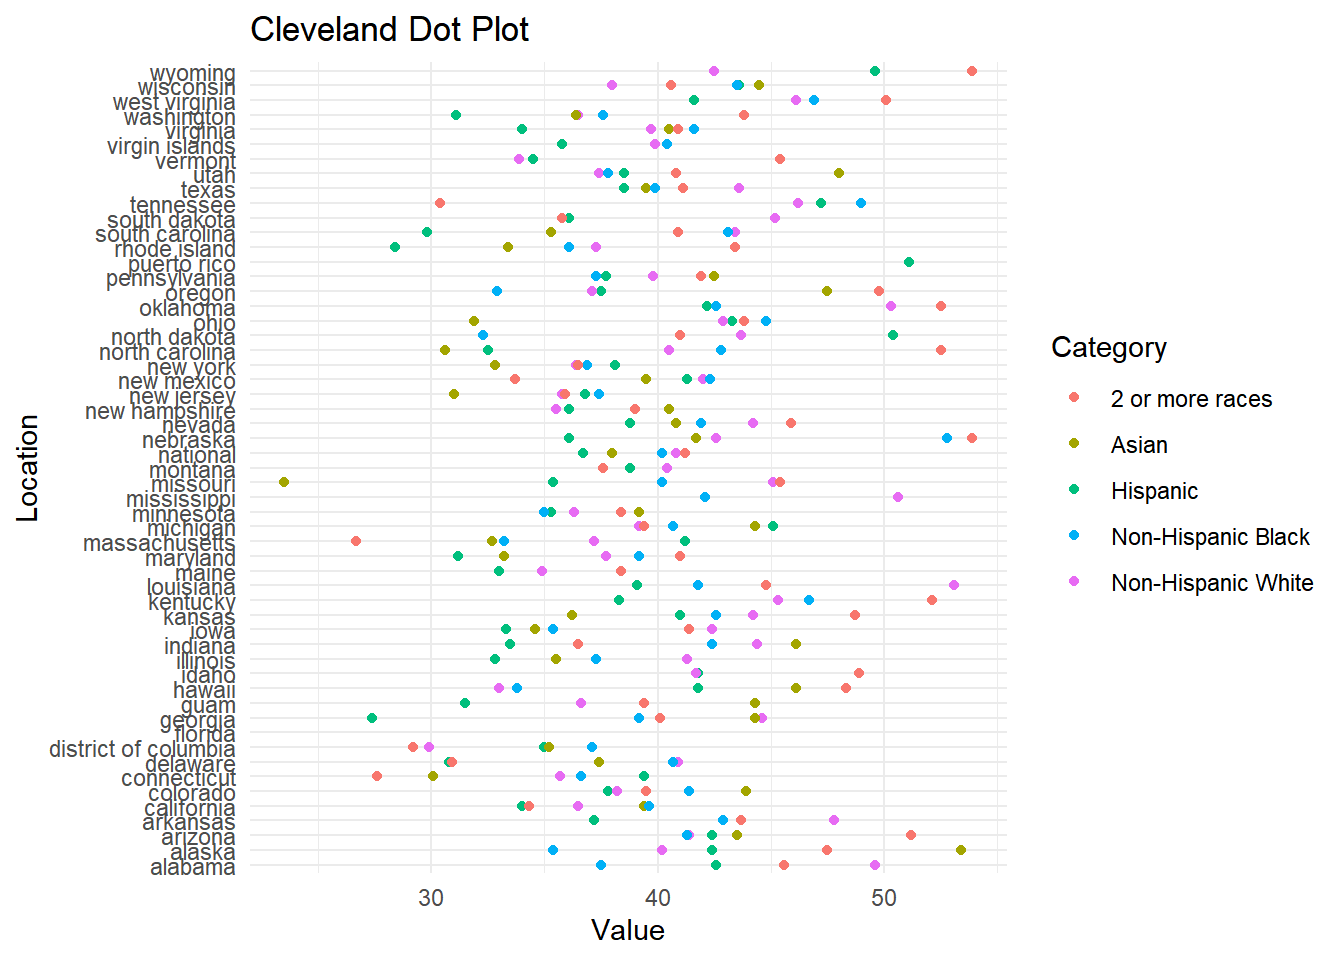 Cleveland Dot Plot
wyoming
wisconsin
west virginia
washington
virginia
virgin islands
vermont
utah
texas
tennessee
south dakota
south carolina
rhode island
puerto rico
pennsylvania
oregon
oklahoma
ohio
north dakota
north carolina
new york
new mexico
new jersey
new hampshire
nevada
nebraska
national
montana
missouri
mississippi
minnesota
michigan
massachusetts
maryland
maine
louisiana
kentucky
kansas
iowa
indiana
illinois
idaho
hawaii
guam
georgia
florida
district of columbia
delaware
connecticut
colorado
california
arkansas
arizona
alaska
alabama
Location
30 40 50
Value
Category
2 or more races
Asian
Hispanic
Non-Hispanic Black
Non-Hispanic White